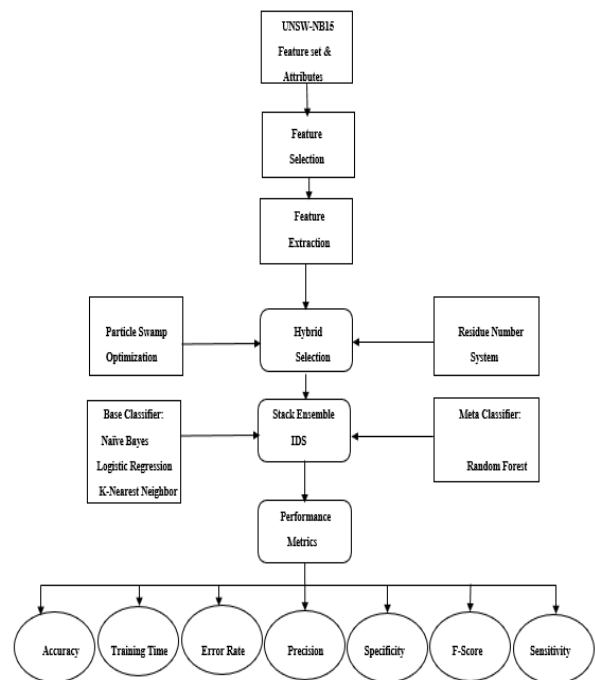 UNSW-NB15
Feature set &
Attributes
Feature
Selection
Feature
Extraction
Particle Swamp
Optimization
Hybrid
Selection
Residue Number
System
Base Classifier:
Naïve Bayes
Logistic Regression
K-Nearest Neighbor
Stack Ensemble
IDS
Meta Classifier:
Random Forest
Performance
Metrics
Accuracy
Training Time
Error Rate
Precision
Specificity
F-Score
Sensitivity